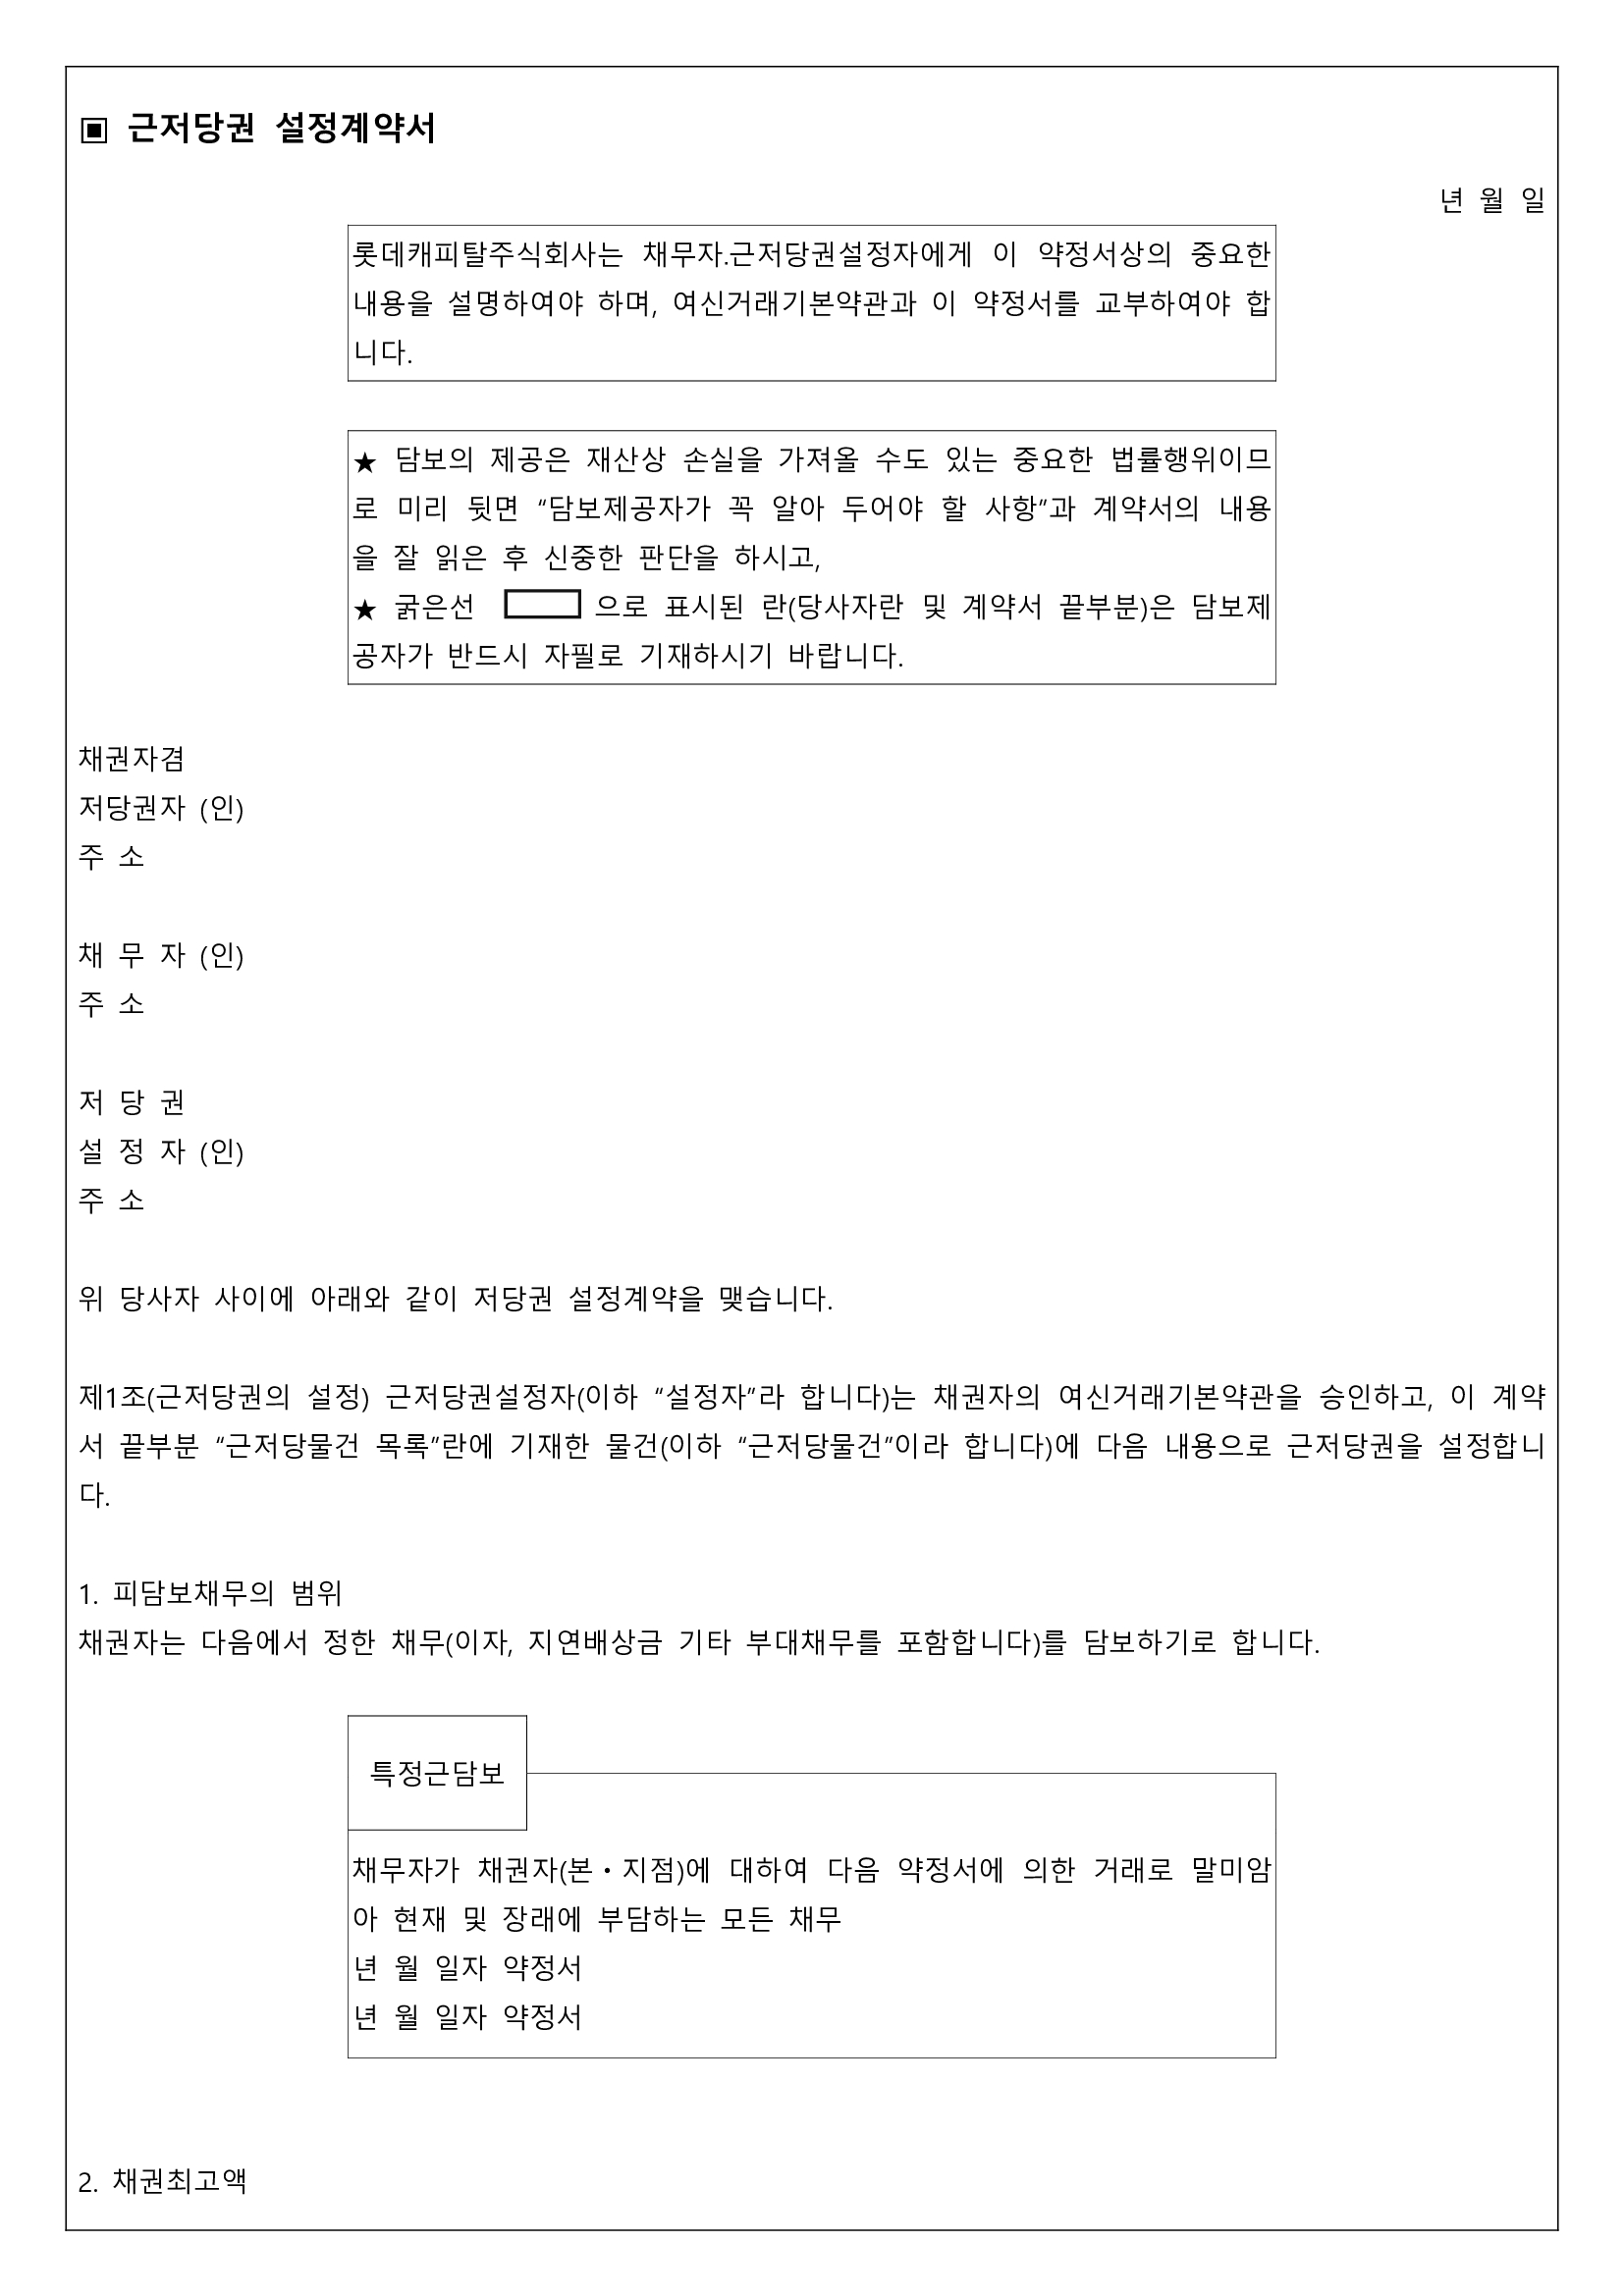 ▣ 근저당권 설정계약서
년 월 일
롯데캐피탈주식회사는 채무자.근저당권설정자에게 이 약정서상의 중요한
내용을 설명하여야 하며, 여신거래기본약관과 이 약정서를 교부하여야 합
니다.
★ 담보의 제공은 재산상 손실을 가져올 수도 있는 중요한 법률행위이므
로 미리 뒷면 “담보제공자가 꼭 알아 두어야 할 사항”과 계약서의 내용
을 잘 읽은 후 신중한 판단을 하시고,
★ 굵은선 으로 표시된 란(당사자란 및 계약서 끝부분)은 담보제
공자가 반드시 자필로 기재하시기 바랍니다.
채권자겸
저당권자 (인)
주 소
채 무 자 (인)
주 소
저 당 권
설 정 자 (인)
주 소
위 당사자 사이에 아래와 같이 저당권 설정계약을 맺습니다.
제1조(근저당권의 설정) 근저당권설정자(이하 “설정자”라 합니다)는 채권자의 여신거래기본약관을 승인하고, 이 계약
서 끝부분 “근저당물건 목록”란에 기재한 물건(이하 “근저당물건”이라 합니다)에 다음 내용으로 근저당권을 설정합니
다.
1. 피담보채무의 범위
채권자는 다음에서 정한 채무(이자, 지연배상금 기타 부대채무를 포함합니다)를 담보하기로 합니다.
특정근담보
채무자가 채권자(본·지점)에 대하여 다음 약정서에 의한 거래로 말미암
아 현재 및 장래에 부담하는 모든 채무
년 월 일자 약정서
년 월 일자 약정서
2. 채권최고액